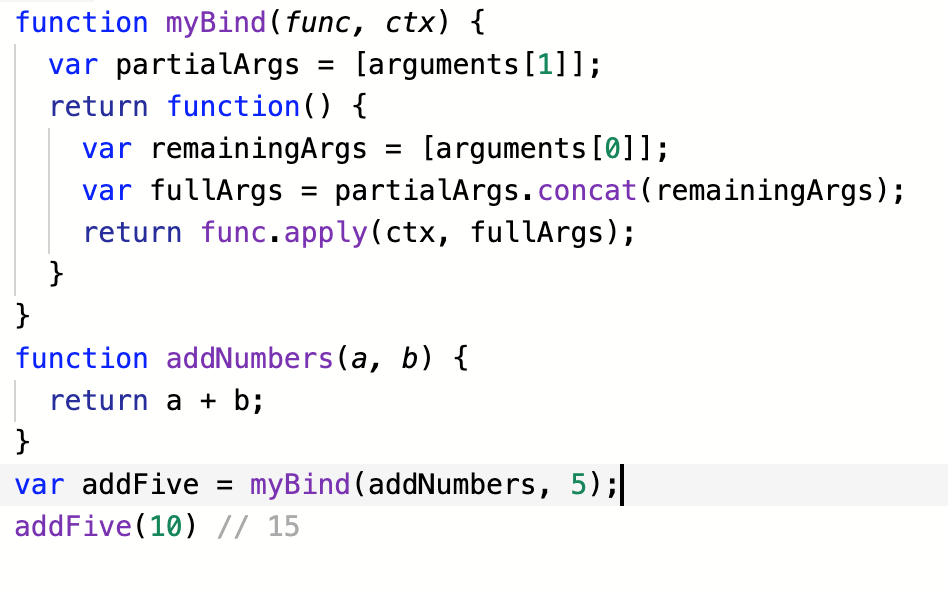 function myBind(func, ctx) {
  var partialArgs = [arguments[1]];
  return function() {
    var remainingArgs = [arguments[0]];
    var fullArgs = partialArgs.concat(remainingArgs);
    return func.apply(ctx, fullArgs);
  }
}
function addNumbers(a, b) {
  return a + b;
}
var addFive = myBind(addNumbers, 5);
addFive(10) // 15